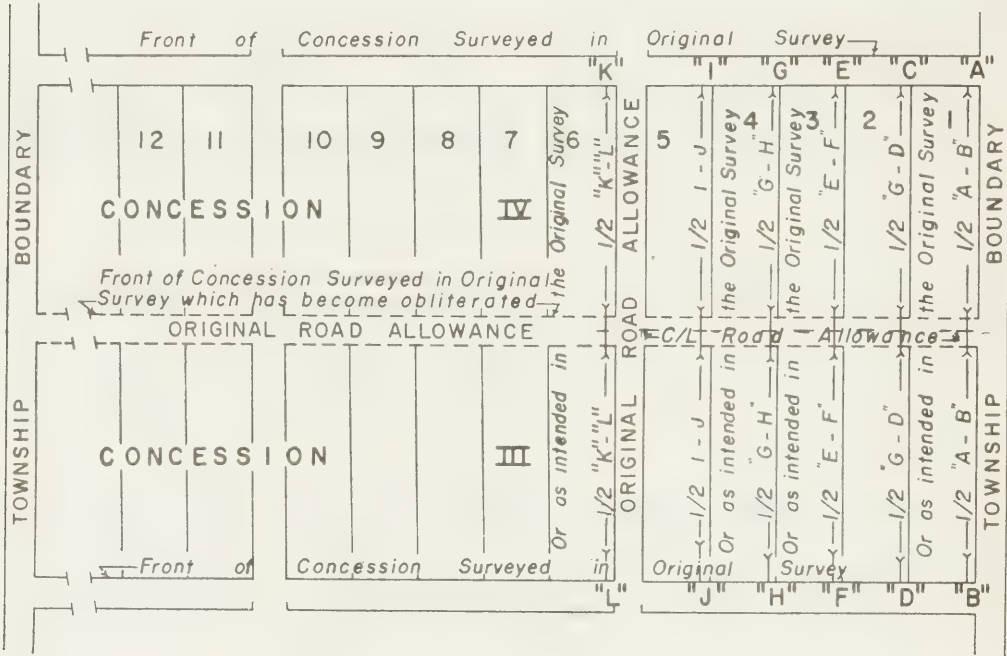 Front of Concession Surveyed in Original Survey
"K" "I" "G" "E" "C" "A"
12 11 10 9 8 7 6 5 4 3 2 1
BOUNDARY
CONCESSION IV
the Original Survey
1/2 "K""L"
ROAD ALLOWANCE
1/2 I - J
the Original Survey
1/2 "G - H"
the Original Survey
1/2 "E - F"
1/2 "G - D"
the Original Survey
1/2 "A - B"
BOUNDARY
Front of Concession Surveyed in Original
Survey which has become obliterated
ORIGINAL ROAD ALLOWANCE
C/L Road Allowance
TOWNSHIP
CONCESSION III
Or as intended in
1/2 "K""L"
ORIGINAL
1/2 I - J
Or as intended in
1/2 "G - H"
Or as intended in
1/2 "E - F"
1/2 "G - D"
Or as intended in
1/2 "A - B"
TOWNSHIP
Front of Concession Surveyed in Original Survey
"L" "J" "H" "F" "D" "B"